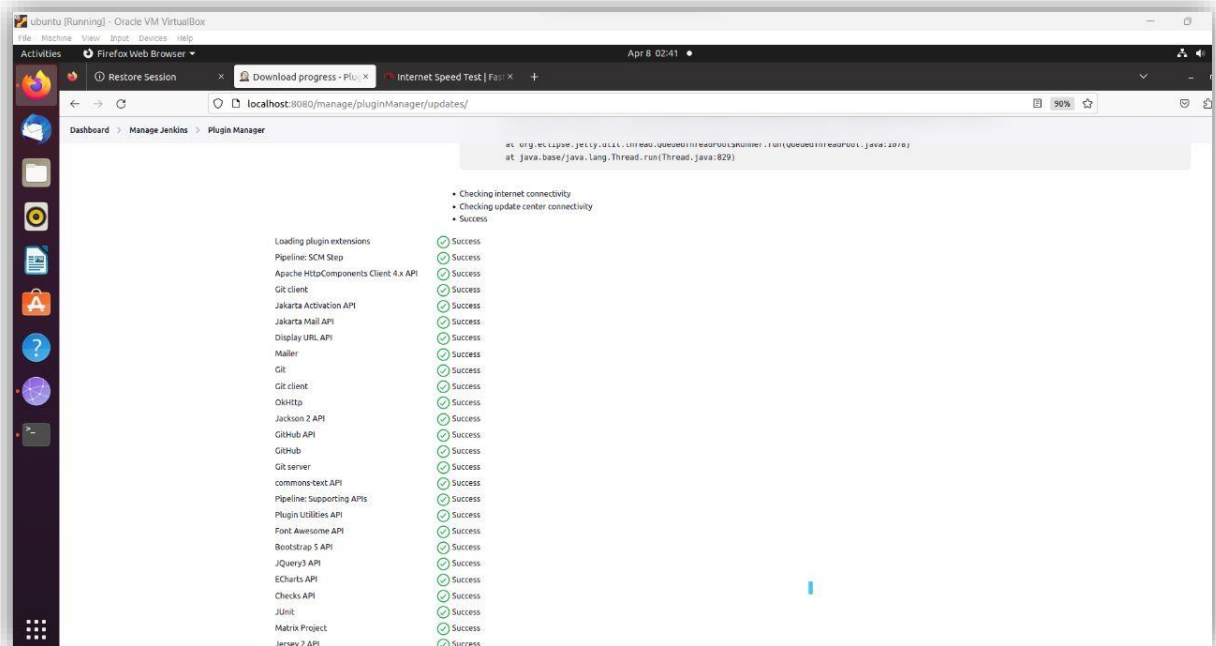 ubuntu [Running] - Oracle VM VirtualBox
File Machine View Input Devices Help
Activities Firefox Web Browser Apr 8 02:41
Restore Session Download progress - Plug Internet Speed Test | Fast
localhost:8080/manage/pluginManager/updates/ 90%
Dashboard > Manage Jenkins > Plugin Manager
at java.base/java.lang.Thread.run(Thread.java:829)
• Checking internet connectivity
• Checking update center connectivity
• Success
Loading plugin extensions Success
Pipeline: SCM Step Success
Apache HttpComponents Client 4.x API Success
Git client Success
Jakarta Activation API Success
Jakarta Mail API Success
Display URL API Success
Mailer Success
Git Success
Git client Success
OkHttp Success
Jackson 2 API Success
GitHub API Success
GitHub Success
Git server Success
commons-text API Success
Pipeline: Supporting APIs Success
Plugin Utilities API Success
Font Awesome API Success
Bootstrap 5 API Success
JQuery3 API Success
ECharts API Success
Checks API Success
JUnit Success
Matrix Project Success
Jersey 2 API Success